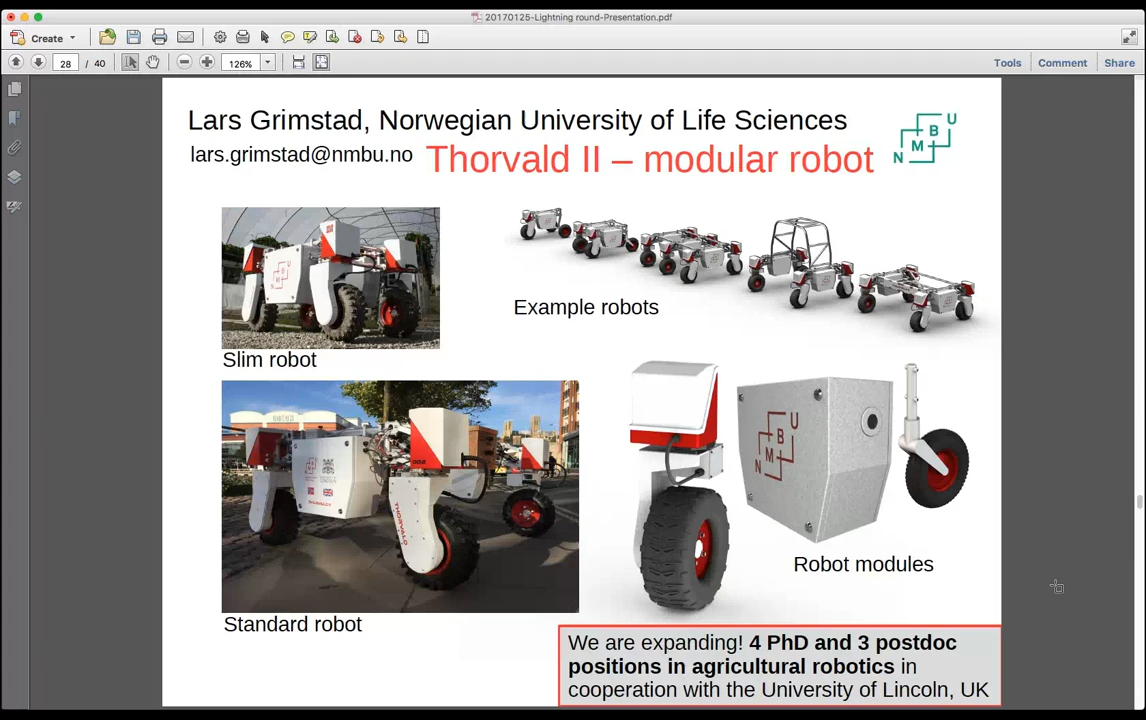 20170125-Lightning round-Presentation.pdf
Create
28 / 40
126%
Tools Comment Share
Lars Grimstad, Norwegian University of Life Sciences
lars.grimstad@nmbu.no
Thorvald II – modular robot
N M B U
Slim robot
Example robots
Standard robot
THORVALD
N M B U
Robot modules
We are expanding! 4 PhD and 3 postdoc
positions in agricultural robotics in
cooperation with the University of Lincoln, UK